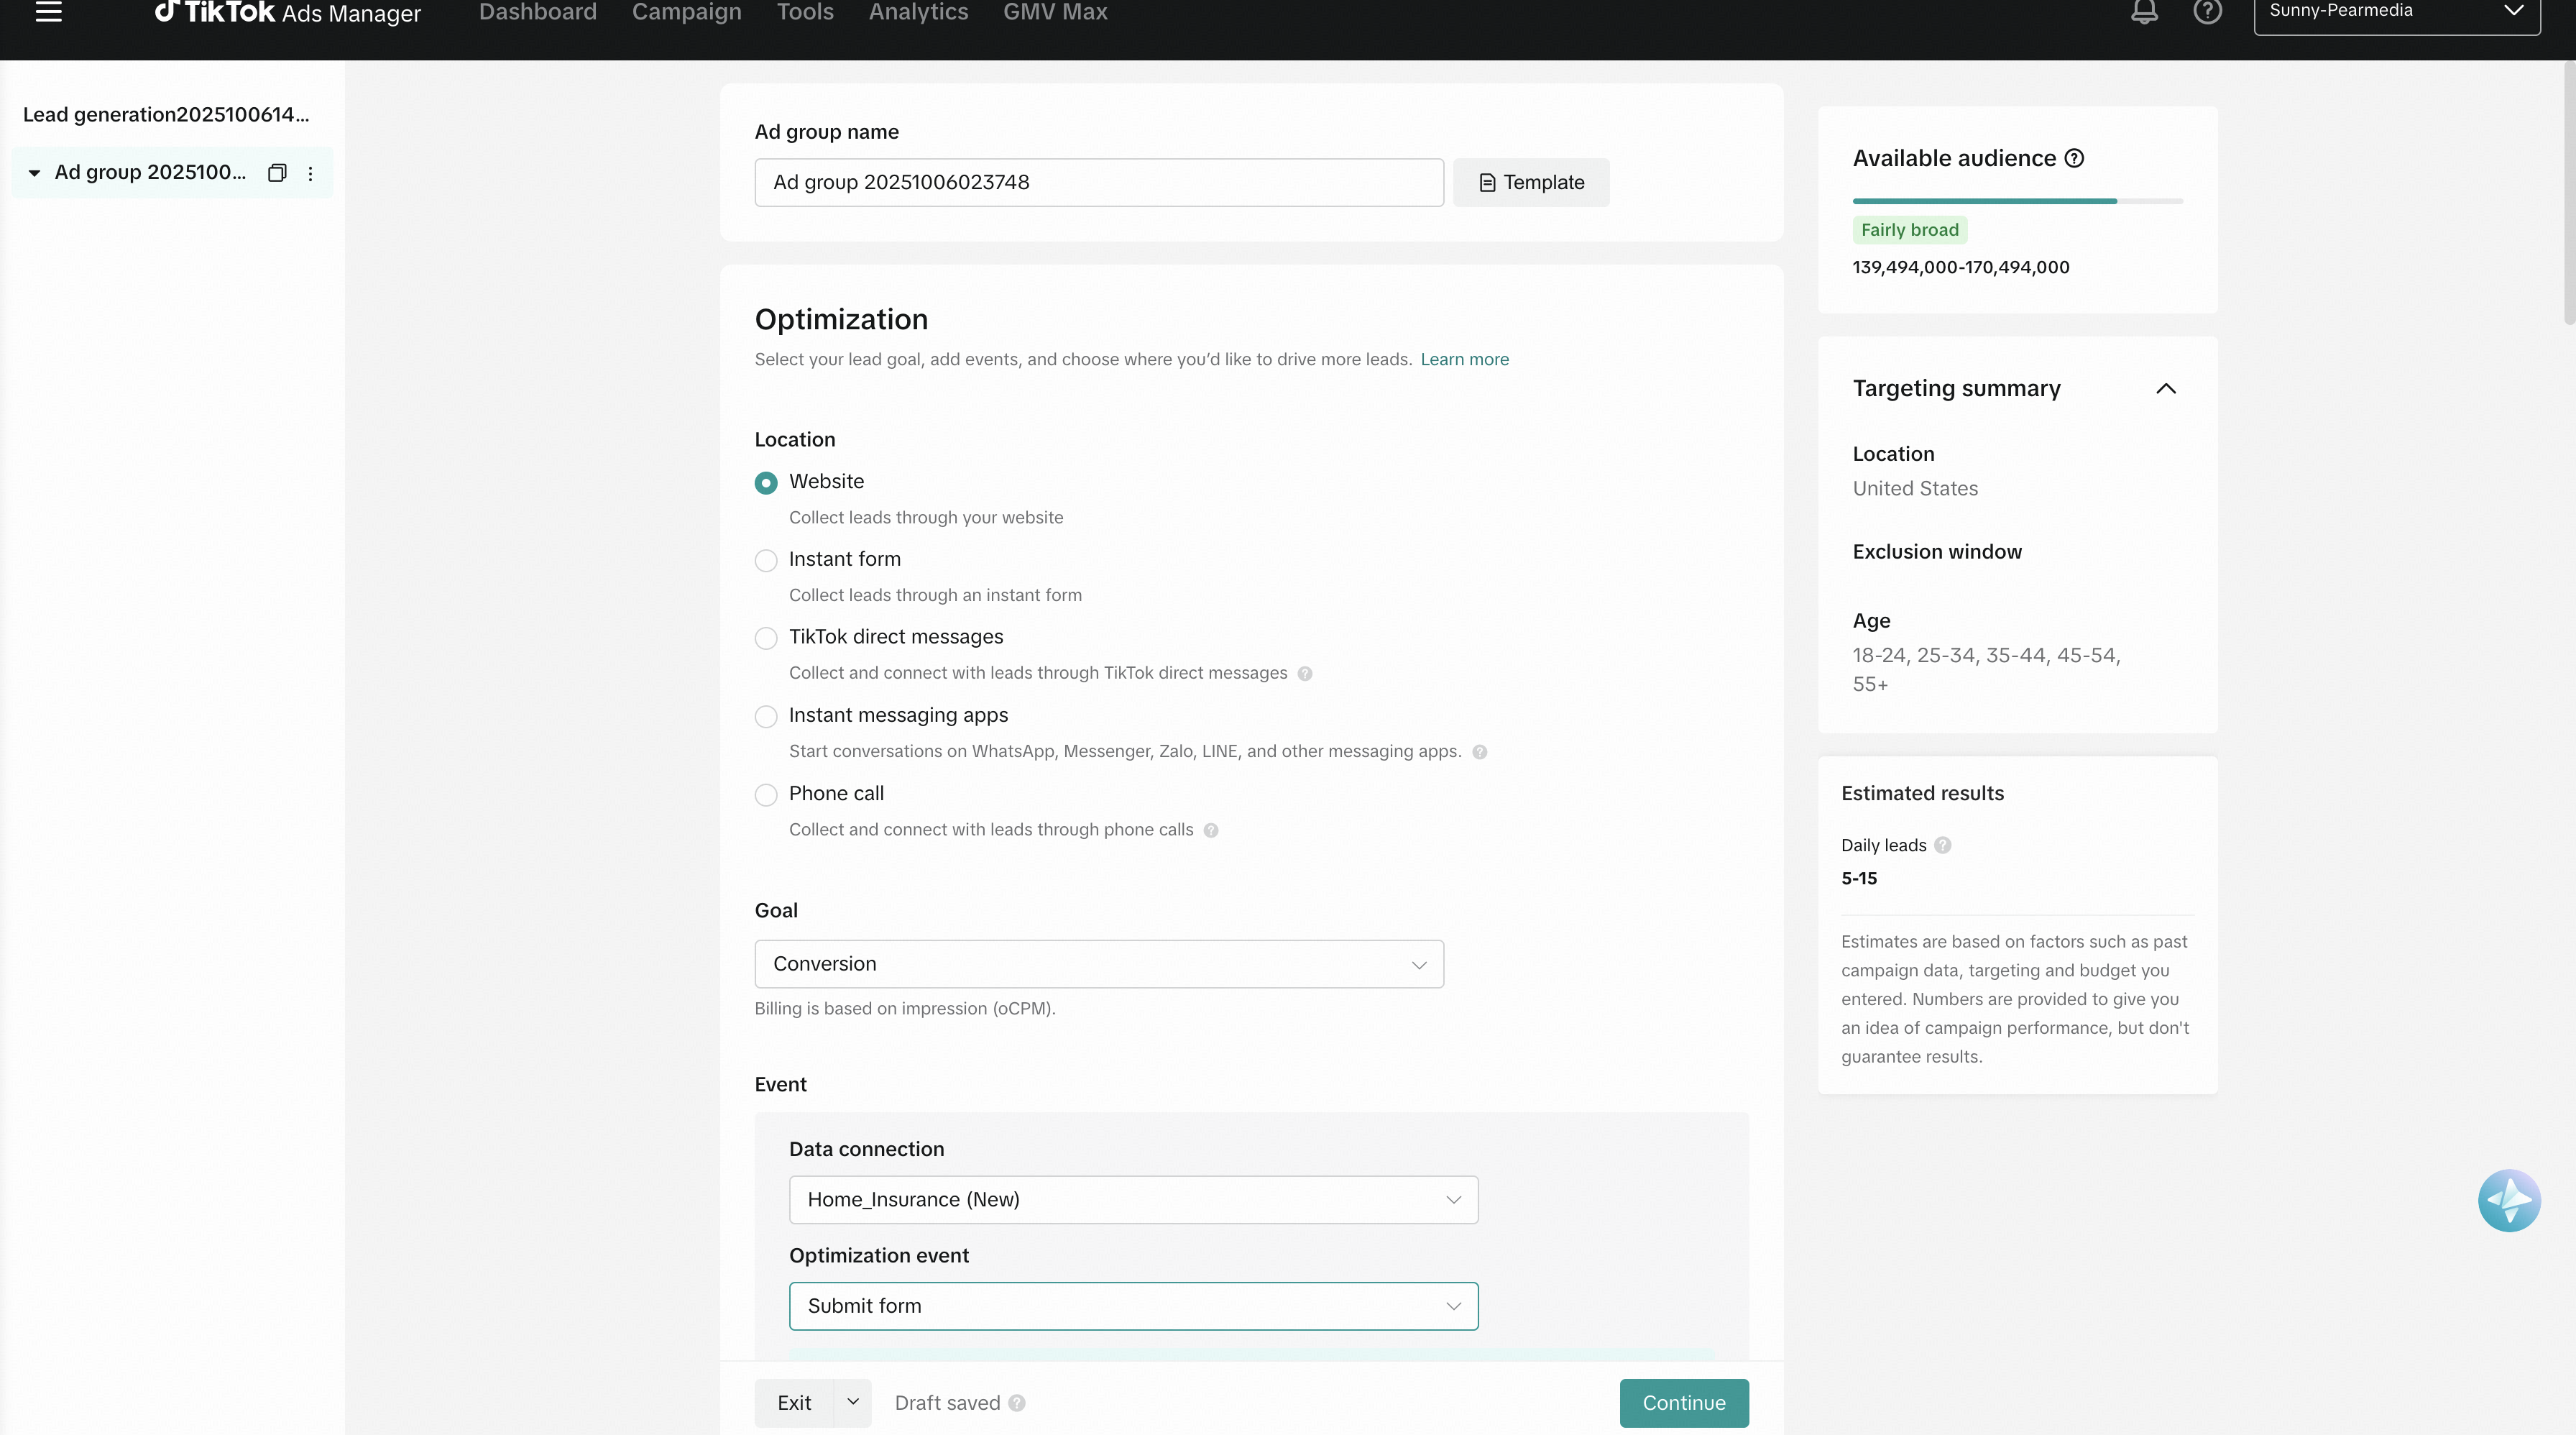 TikTok Ads Manager
Dashboard
Campaign
Tools
Analytics
GMV Max
Sunny-Pearmedia
Lead generation2025100614...
Ad group 2025100...
Ad group name
Ad group 20251006023748
Template
Optimization
Select your lead goal, add events, and choose where you’d like to drive more leads. Learn more
Location
Website
Collect leads through your website
Instant form
Collect leads through an instant form
TikTok direct messages
Collect and connect with leads through TikTok direct messages
Instant messaging apps
Start conversations on WhatsApp, Messenger, Zalo, LINE, and other messaging apps.
Phone call
Collect and connect with leads through phone calls
Goal
Conversion
Billing is based on impression (oCPM).
Event
Data connection
Home_Insurance (New)
Optimization event
Submit form
Exit
Draft saved
Continue
Available audience
Fairly broad
139,494,000-170,494,000
Targeting summary
Location
United States
Exclusion window
Age
18-24, 25-34, 35-44, 45-54,
55+
Estimated results
Daily leads
5-15
Estimates are based on factors such as past
campaign data, targeting and budget you
entered. Numbers are provided to give you
an idea of campaign performance, but don't
guarantee results.